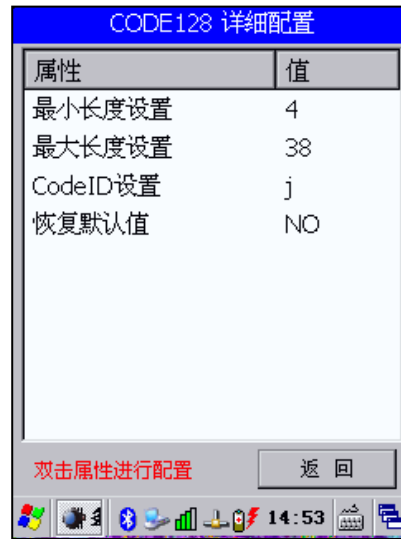 CODE128 详细配置
属性 值
最小长度设置 4
最大长度设置 38
CodeID设置 j
恢复默认值 NO
双击属性进行配置 返 回
14:53